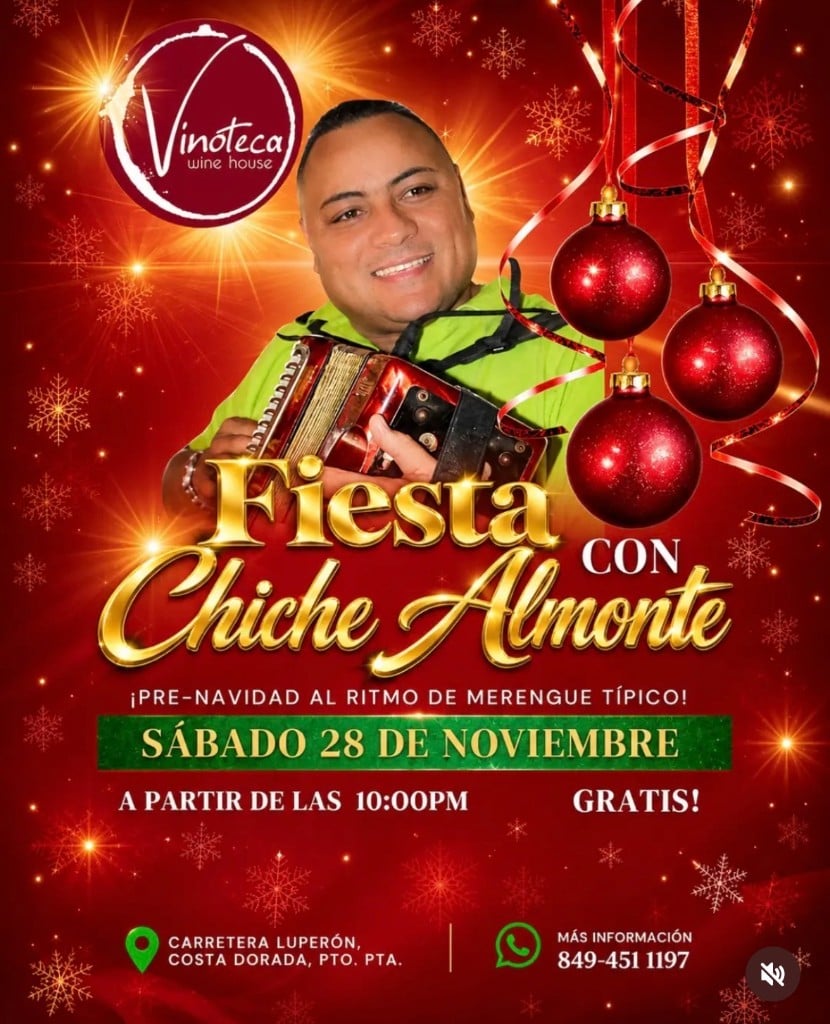 Vinoteca
wine house
Fiesta
CON
Chiche Almonte
¡PRE-NAVIDAD AL RITMO DE MERENGUE TÍPICO!
SÁBADO 28 DE NOVIEMBRE
A PARTIR DE LAS 10:00PM
GRATIS!
CARRETERA LUPERÓN,
COSTA DORADA, PTO. PTA.
MÁS INFORMACIÓN
849-451 1197